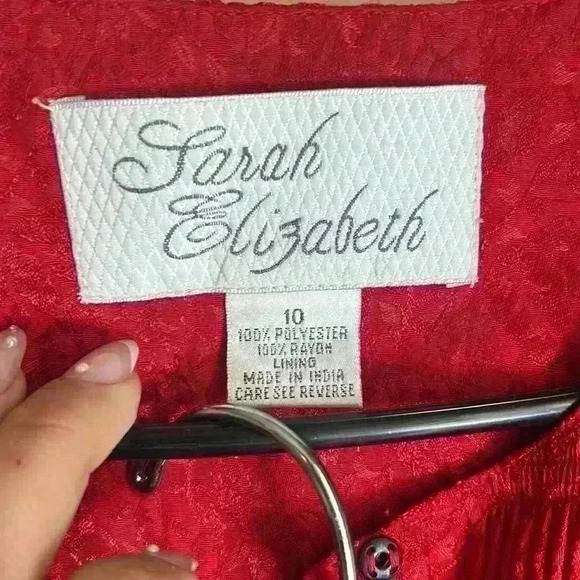 Sarah
Elizabeth
10
100% POLYESTER
100% RAYON
LINING
MADE IN INDIA
CARE SEE REVERSE